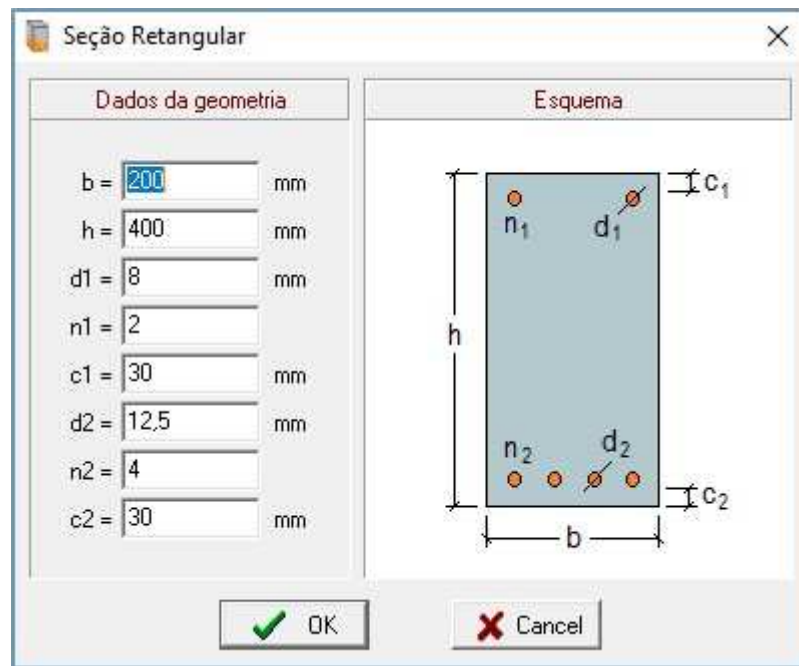 Seção Retangular
Dados da geometria
b = 200 mm
h = 400 mm
d1 = 8 mm
n1 = 2
c1 = 30 mm
d2 = 12,5 mm
n2 = 4
c2 = 30 mm
Esquema
c₁
n₁ d₁
h
n₂ d₂
c₂
b
OK Cancel